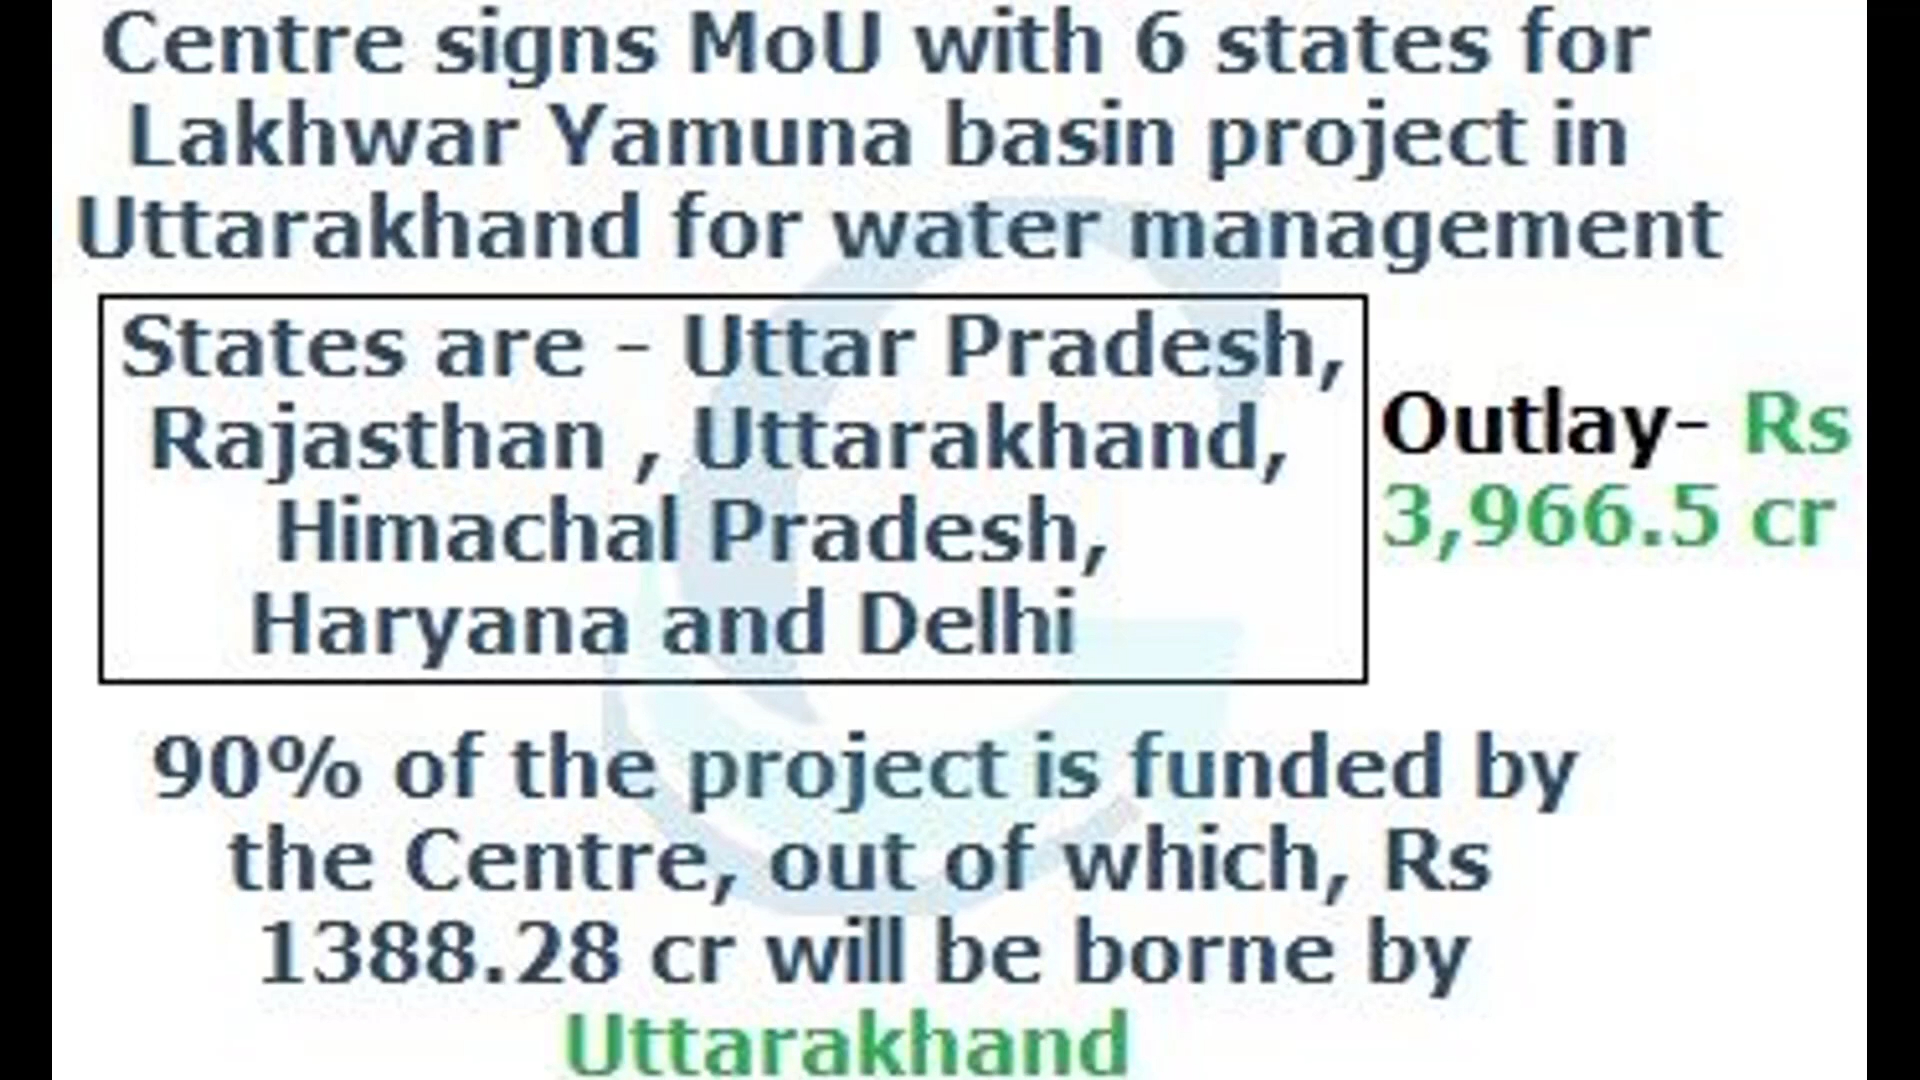 Centre signs MoU with 6 states for
Lakhwar Yamuna basin project in
Uttarakhand for water management
States are - Uttar Pradesh,
Rajasthan , Uttarakhand,
Himachal Pradesh,
Haryana and Delhi
Outlay- Rs
3,966.5 cr
90% of the project is funded by
the Centre, out of which, Rs
1388.28 cr will be borne by
Uttarakhand